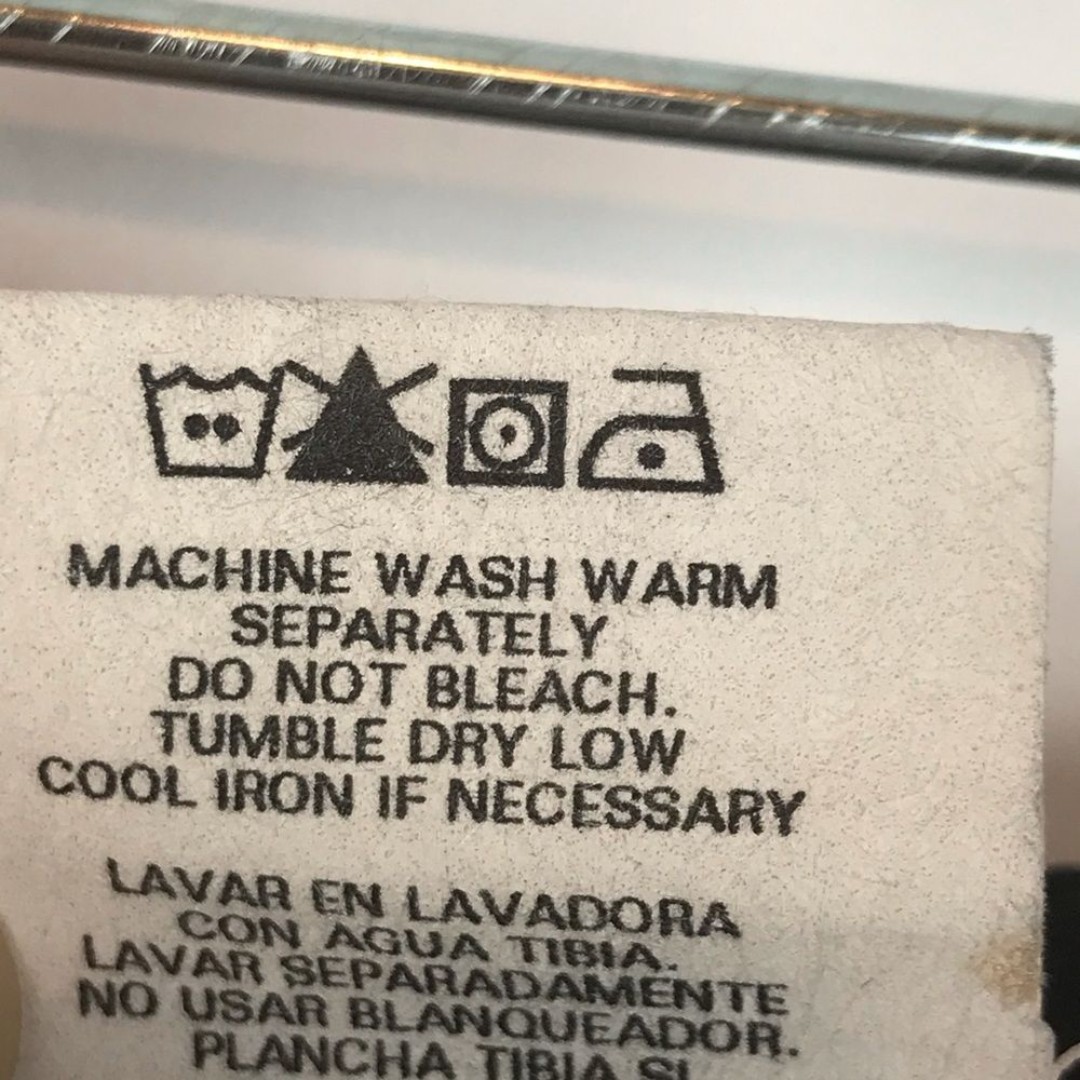 MACHINE WASH WARM
SEPARATELY
DO NOT BLEACH.
TUMBLE DRY LOW
COOL IRON IF NECESSARY
LAVAR EN LAVADORA
CON AGUA TIBIA.
LAVAR SEPARADAMENTE
NO USAR BLANQUEADOR.
PLANCHA TIBIA SI